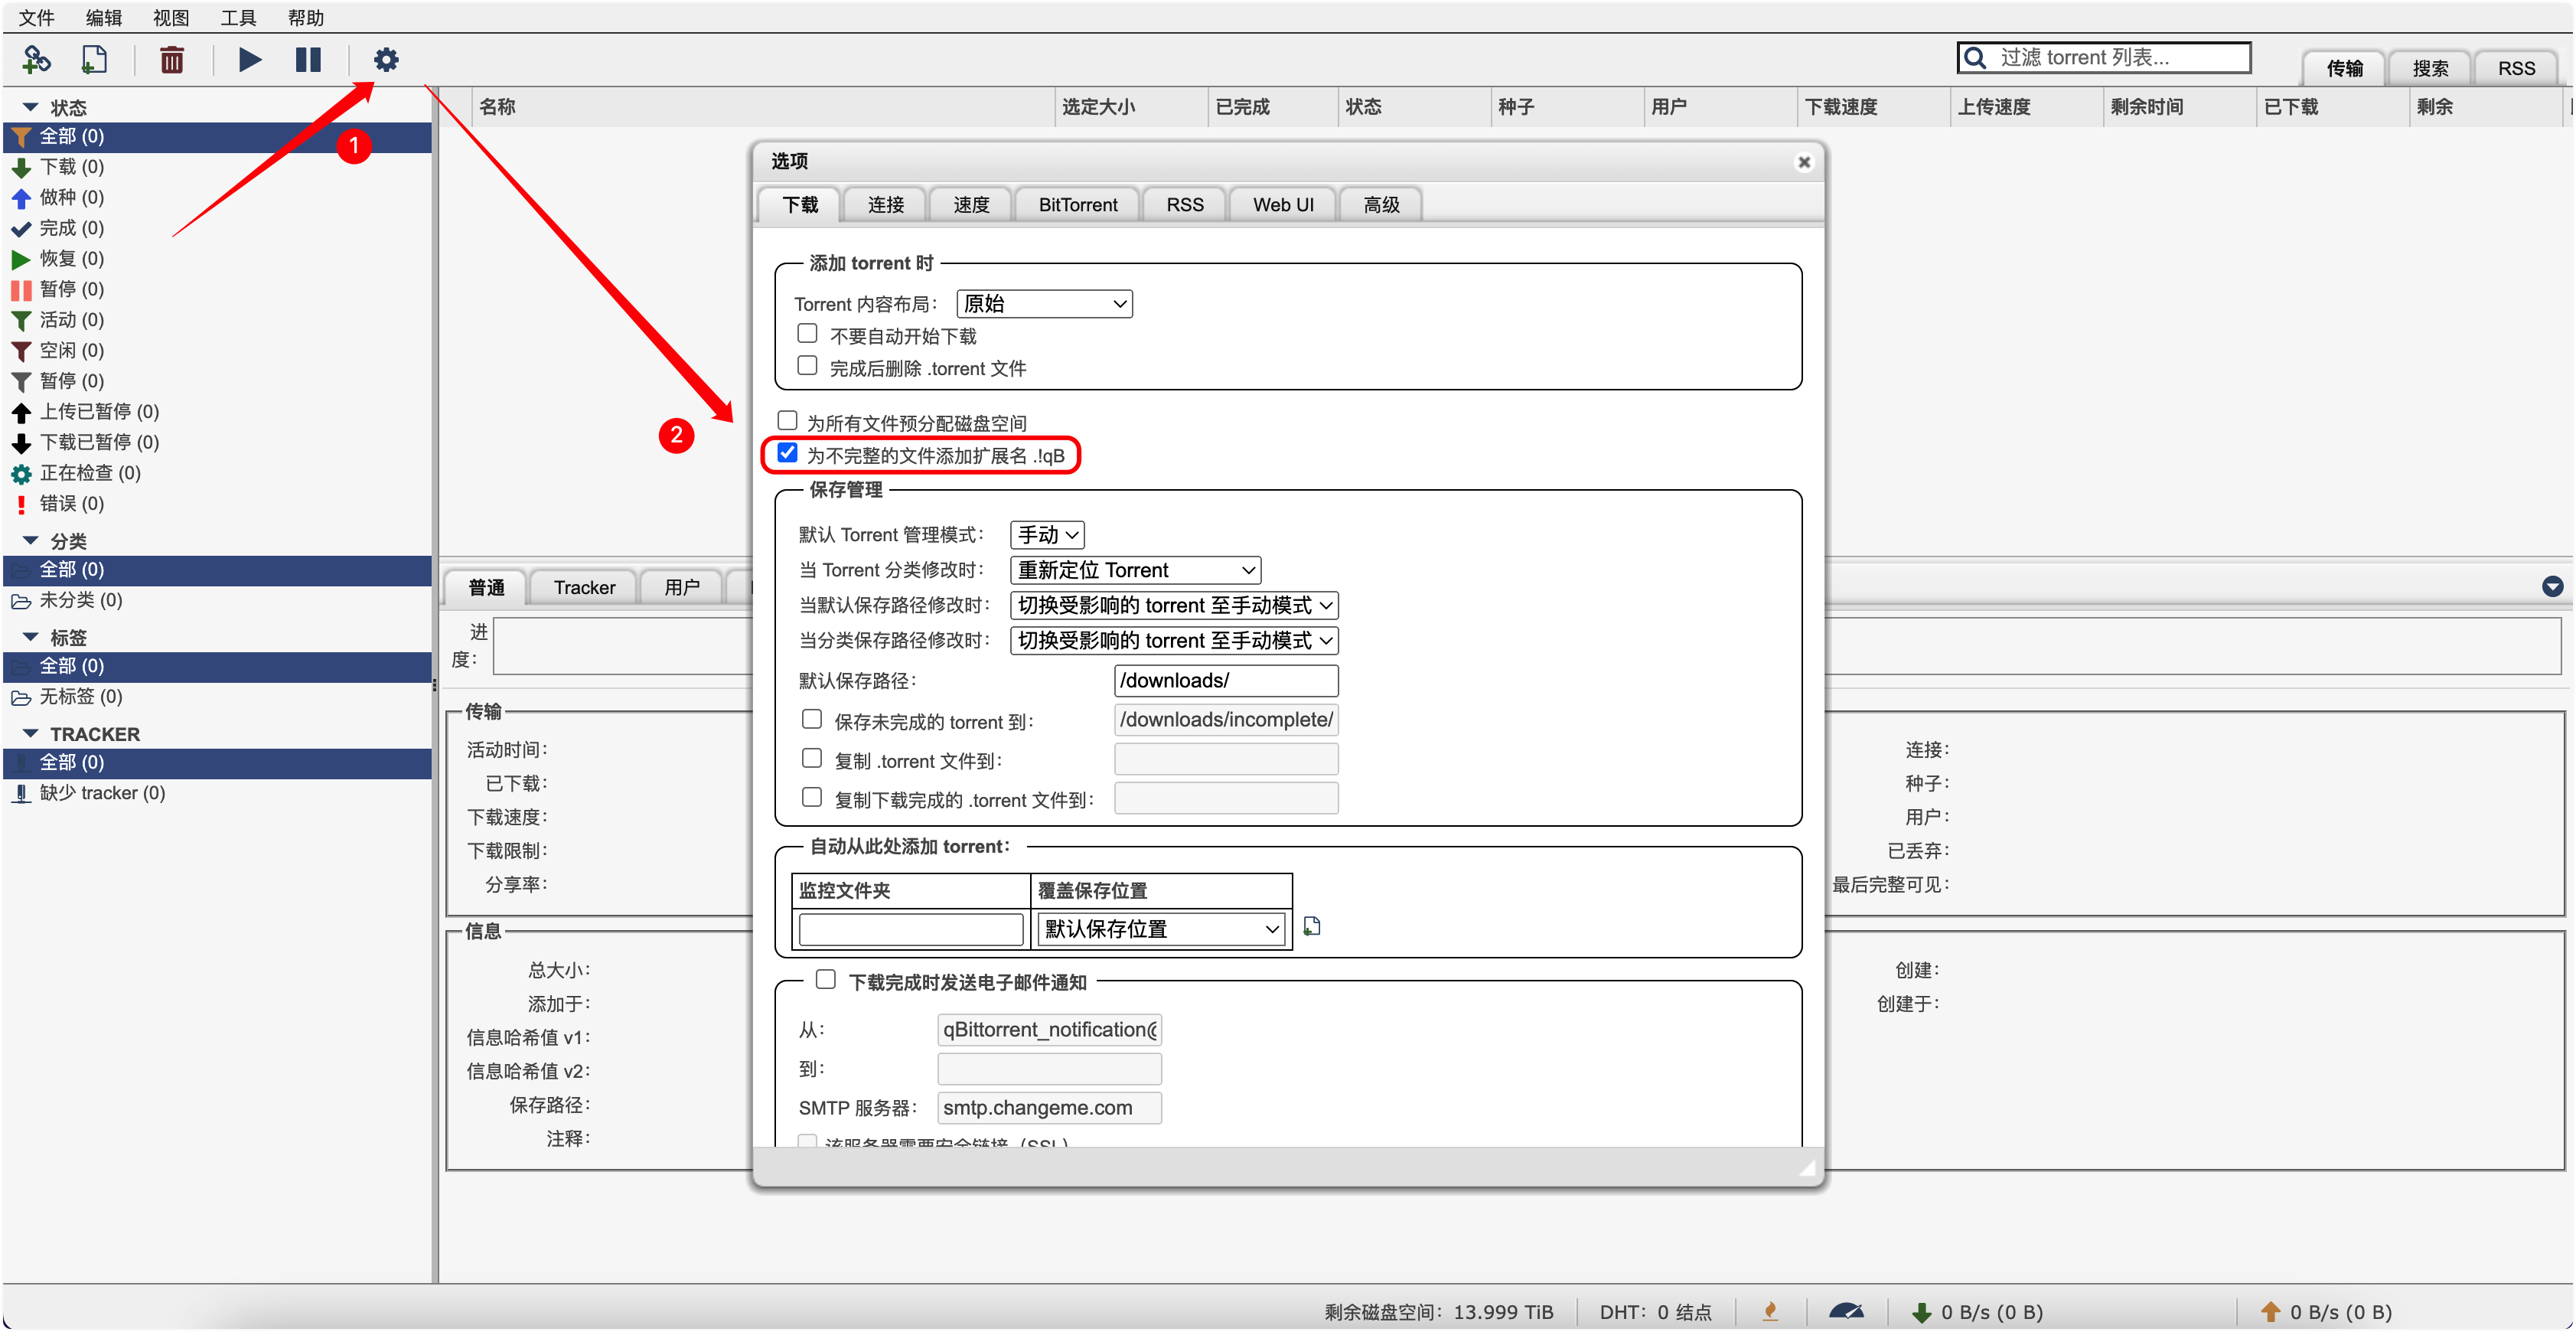 文件 编辑 视图 工具 帮助
过滤 torrent 列表...
传输 搜索 RSS
状态
全部 (0)
下载 (0)
做种 (0)
完成 (0)
恢复 (0)
暂停 (0)
活动 (0)
空闲 (0)
暂停 (0)
上传已暂停 (0)
下载已暂停 (0)
正在检查 (0)
错误 (0)
分类
全部 (0)
未分类 (0)
标签
全部 (0)
无标签 (0)
TRACKER
全部 (0)
缺少 tracker (0)
1
2
名称 选定大小 已完成 状态 种子 用户 下载速度 上传速度 剩余时间 已下载 剩余
选项
下载 连接 速度 BitTorrent RSS Web UI 高级
添加 torrent 时
Torrent 内容布局： 原始
不要自动开始下载
完成后删除 .torrent 文件
为所有文件预分配磁盘空间
为不完整的文件添加扩展名 .!qB
保存管理
默认 Torrent 管理模式： 手动
当 Torrent 分类修改时： 重新定位 Torrent
当默认保存路径修改时： 切换受影响的 torrent 至手动模式
当分类保存路径修改时： 切换受影响的 torrent 至手动模式
默认保存路径： /downloads/
保存未完成的 torrent 到： /downloads/incomplete/
复制 .torrent 文件到：
复制下载完成的 .torrent 文件到：
自动从此处添加 torrent：
监控文件夹 覆盖保存位置
默认保存位置
下载完成时发送电子邮件通知
从： qBittorrent_notification@
到：
SMTP 服务器： smtp.changeme.com
该服务器需要安全链接（SSL）
普通 Tracker 用户
进
度：
传输
活动时间：
已下载：
下载速度：
下载限制：
分享率：
连接：
种子：
用户：
已丢弃：
最后完整可见：
信息
总大小：
添加于：
信息哈希值 v1：
信息哈希值 v2：
保存路径：
注释：
创建：
创建于：
剩余磁盘空间：13.999 TiB DHT：0 结点 0 B/s (0 B) 0 B/s (0 B)